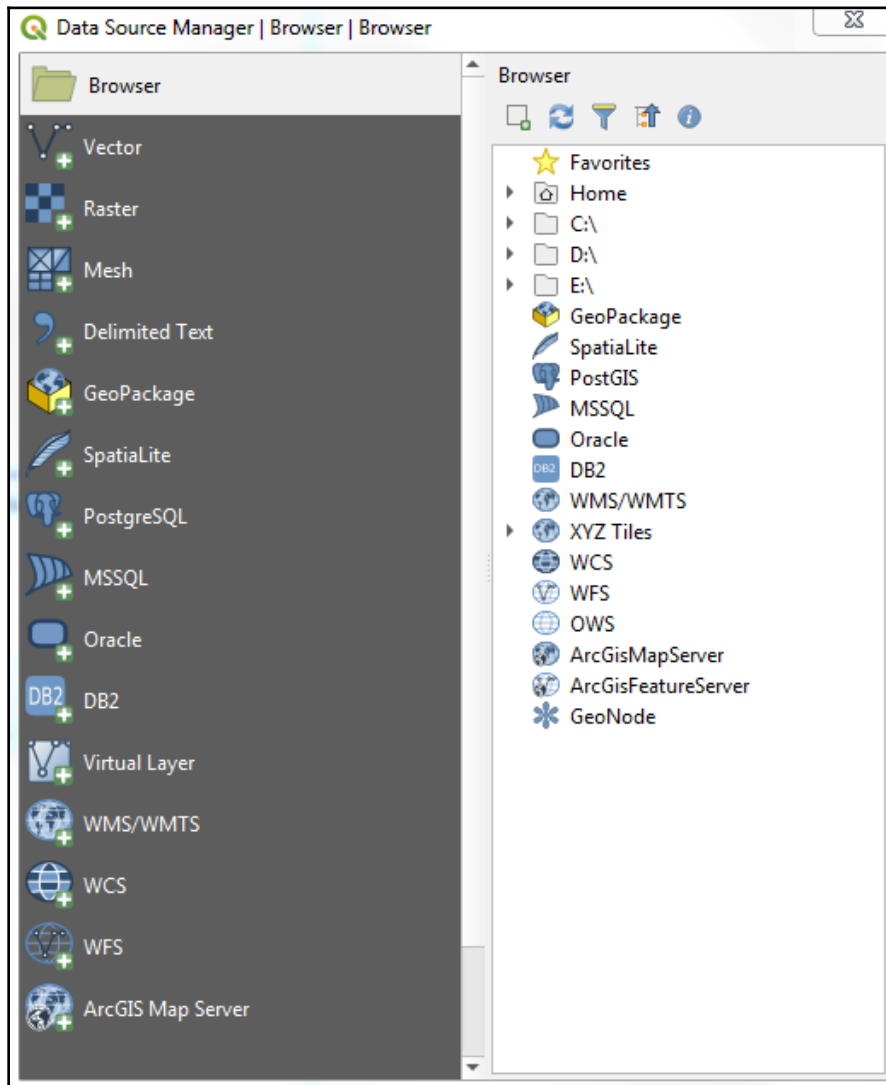 Data Source Manager | Browser | Browser
Browser
Vector
Raster
Mesh
Delimited Text
GeoPackage
SpatiaLite
PostgreSQL
MSSQL
Oracle
DB2 DB2
Virtual Layer
WMS/WMTS
WCS
WFS
ArcGIS Map Server
Browser
Favorites
Home
C:\
D:\
E:\
GeoPackage
SpatiaLite
PostGIS
MSSQL
Oracle
DB2 DB2
WMS/WMTS
XYZ Tiles
WCS
WFS
OWS
ArcGisMapServer
ArcGisFeatureServer
GeoNode